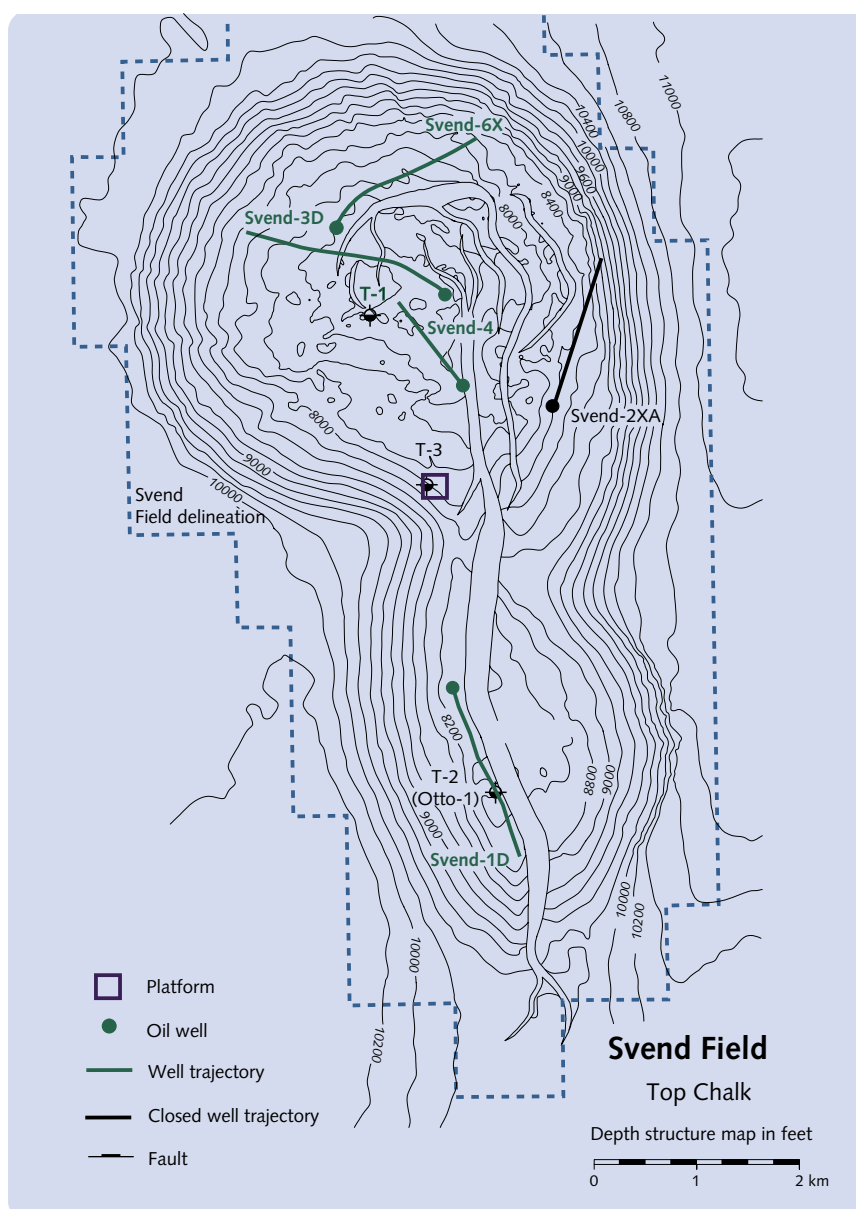 11000
10800
10400
10000
9600
9000
8400
8000
Svend-6X
Svend-3D
T-1
Svend-4
Svend-2XA
8000
T-3
9000
10000
Svend
Field delineation
8200
T-2
(Otto-1)
8800
9000
9000
Svend-1D
10000
10200
10000
10200
Platform
Oil well
Well trajectory
Closed well trajectory
Fault
Svend Field
Top Chalk
Depth structure map in feet
0 1 2 km